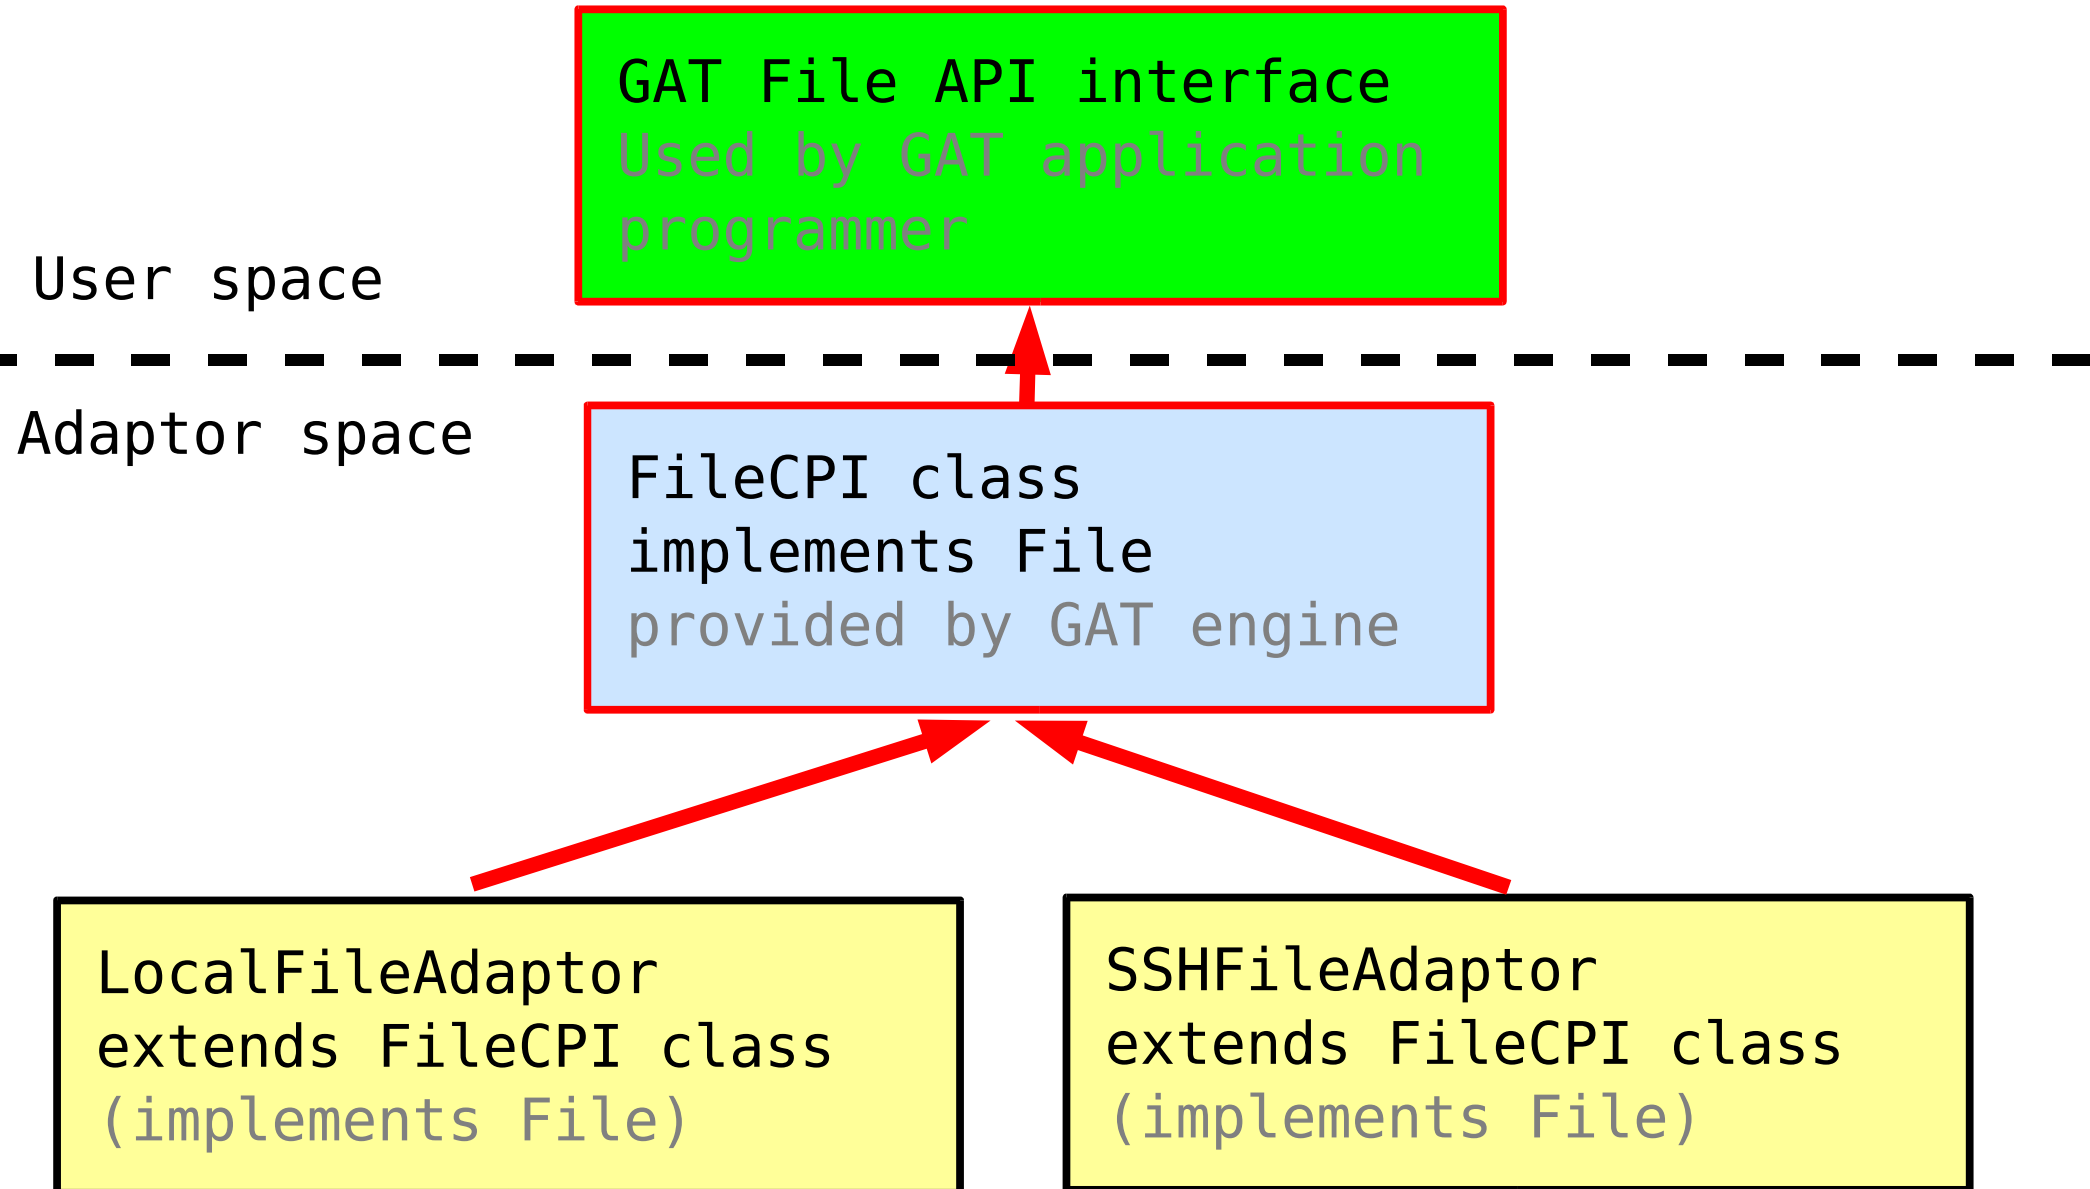 GAT File API interface
Used by GAT application
programmer
User space
Adaptor space
FileCPI class
implements File
provided by GAT engine
LocalFileAdaptor
extends FileCPI class
(implements File)
SSHFileAdaptor
extends FileCPI class
(implements File)